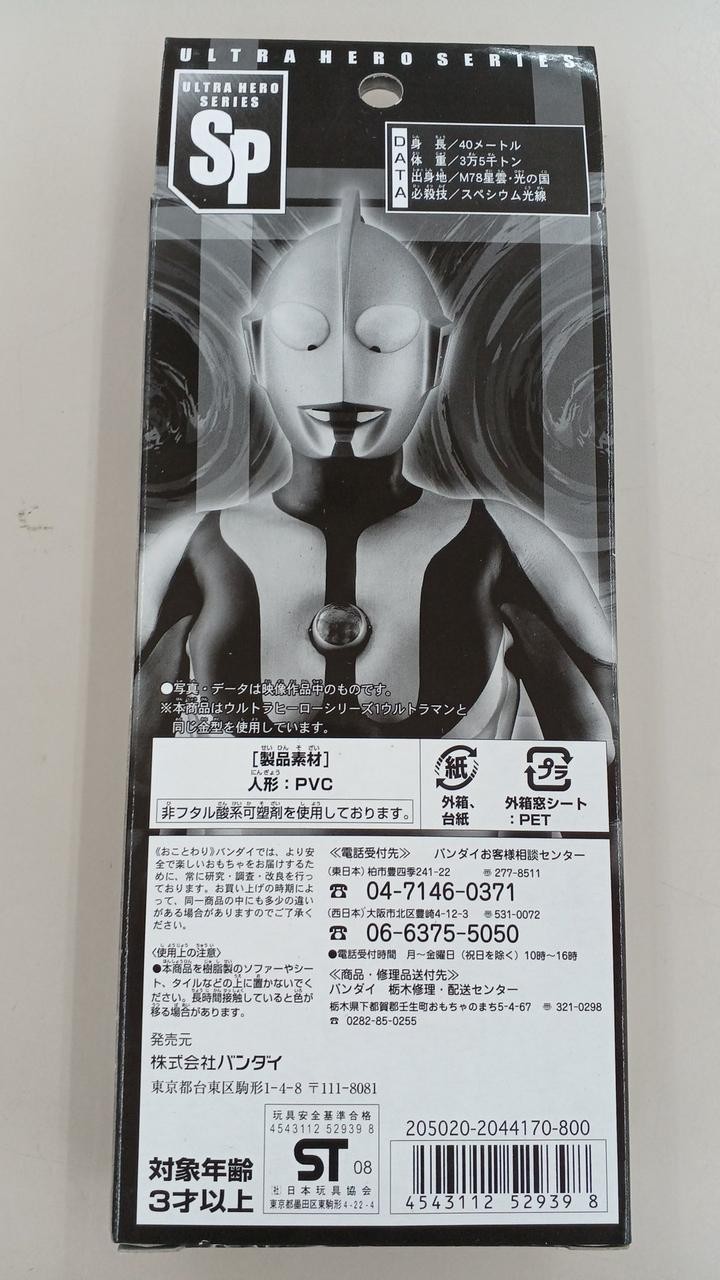 ULTRA HERO SERIES
ULTRA HERO
SERIES
SP
DATA
身長／40メートル
体重／3万5千トン
出身地／M78星雲・光の国
必殺技／スペシウム光線
●写真・データは映像作品中のものです。
※本商品はウルトラヒーローシリーズ1ウルトラマンと
同じ金型を使用しています。
［製品素材］
人形：PVC
非フタル酸系可塑剤を使用しております。
紙
外箱、
台紙
プラ
外箱窓シート
：PET
《おことわり》バンダイでは、より安
全で楽しいおもちゃをお届けするた
めに、常に研究・調査・改良を行っ
ております。お買い上げの時期によ
って、同一商品の中にも多少の違い
がある場合がありますのでご了承く
ださい。
〈使用上の注意〉
●本商品を樹脂製のソファーやシー
ト、タイルなどの上に置かないでく
ださい。長時間接触していると色が
移る場合があります。
≪電話受付先≫　バンダイお客様相談センター
(東日本)柏市豊四季241-22　〒277-8511
☎ 04-7146-0371
(西日本)大阪市北区豊崎4-12-3　〒531-0072
☎ 06-6375-5050
●電話受付時間　月～金曜日（祝日を除く）10時～16時
≪商品・修理品送付先≫
バンダイ　栃木修理・配送センター
栃木県下都賀郡壬生町おもちゃのまち5-4-67　〒321-0298
☎ 0282-85-0255
発売元
株式会社バンダイ
東京都台東区駒形1-4-8 〒111-8081
対象年齢
3才以上
玩具安全基準合格
4543112 52939 8
ST 08
社 日本玩具協会
東京都墨田区東駒形4-22-4
205020-2044170-800
4543112 52939 8